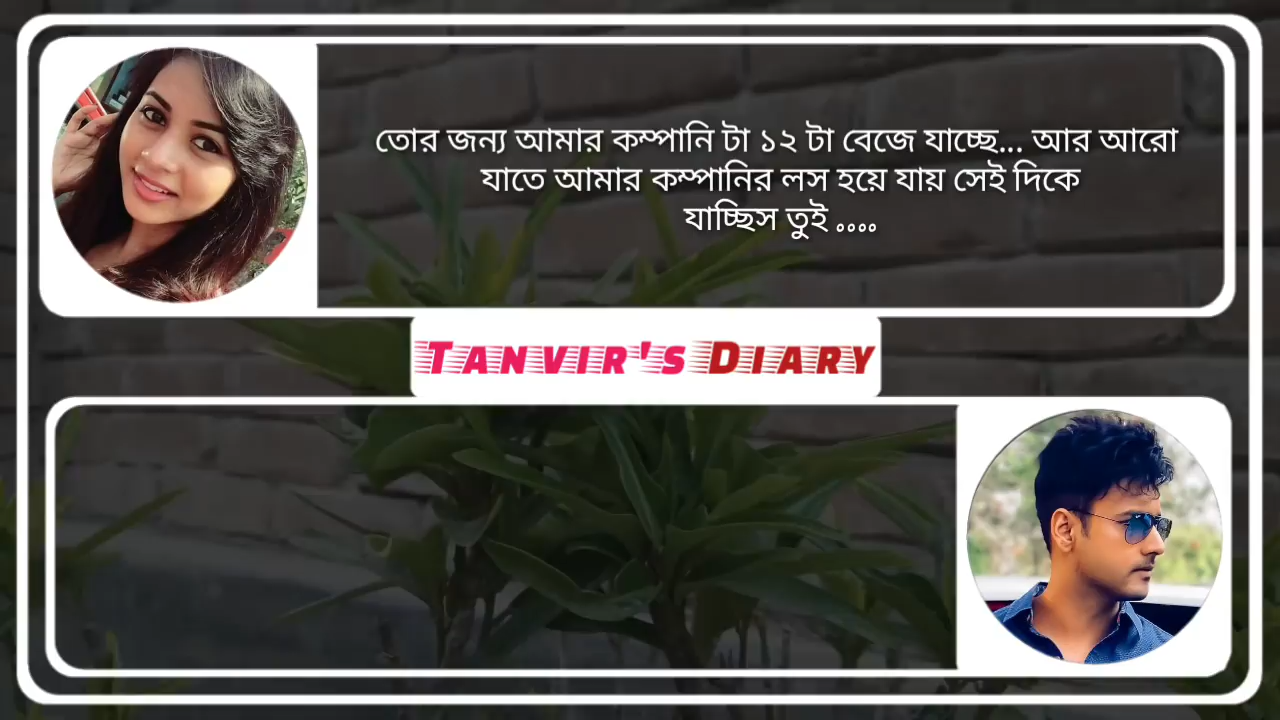 তোর জন্য আমার কম্পানি টা ১২ টা বেজে যাচ্ছে... আর আরো
যাতে আমার কম্পানির লস হয়ে যায় সেই দিকে
যাচ্ছিস তুই ....
TANVIR'S DIARY